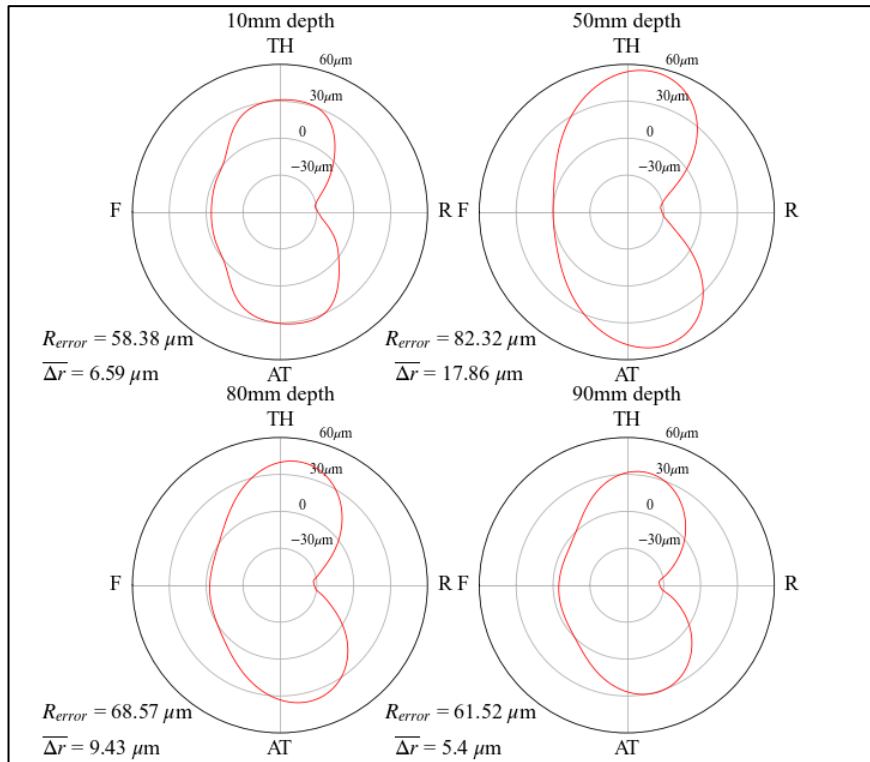 10mm depth
TH
60μm
30μm
0
−30μm
F
R
R_error = 58.38 μm
Δr̅ = 6.59 μm
AT
50mm depth
TH
60μm
30μm
0
−30μm
F
R
R_error = 82.32 μm
Δr̅ = 17.86 μm
AT
80mm depth
TH
60μm
30μm
0
−30μm
F
R
R_error = 68.57 μm
Δr̅ = 9.43 μm
AT
90mm depth
TH
60μm
30μm
0
−30μm
F
R
R_error = 61.52 μm
Δr̅ = 5.4 μm
AT